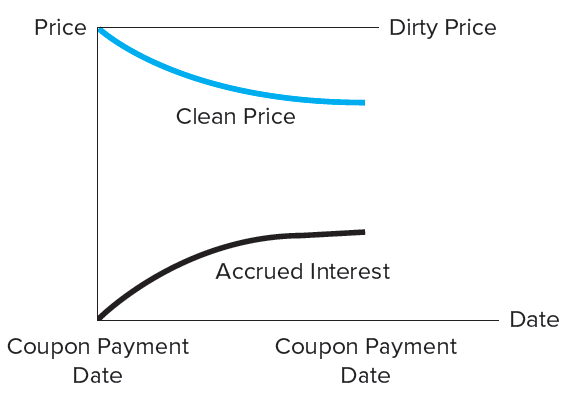 Price
Dirty Price
Clean Price
Accrued Interest
Date
Coupon Payment
Date
Coupon Payment
Date